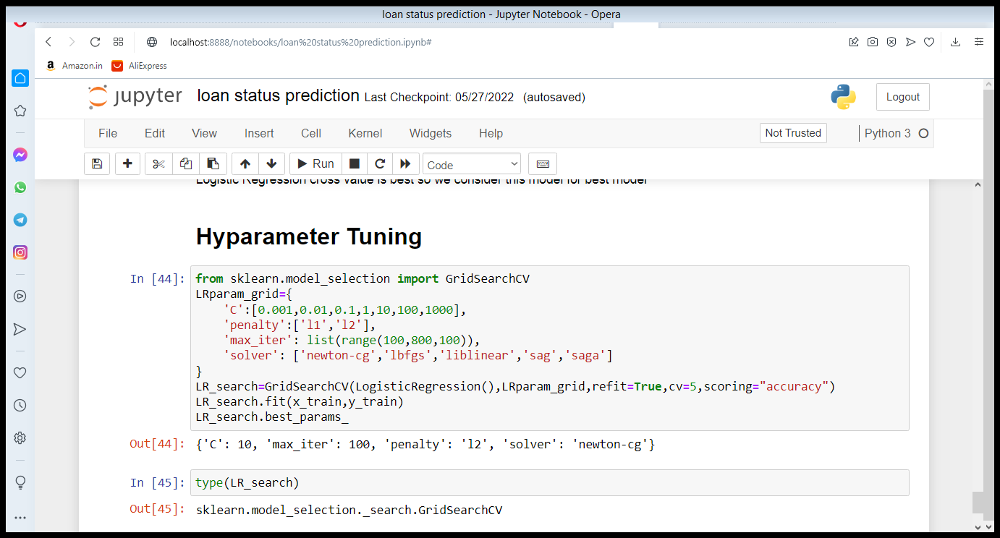 loan status prediction - Jupyter Notebook - Opera
localhost:8888/notebooks/loan%20status%20prediction.ipynb#
a Amazon.in AliExpress
jupyter loan status prediction Last Checkpoint: 05/27/2022 (autosaved) Logout
File Edit View Insert Cell Kernel Widgets Help Not Trusted Python 3
Run Code
Logistic Regression cross value is best so we consider this model for best model
Hyparameter Tuning
In [44]: from sklearn.model_selection import GridSearchCV
LRparam_grid={
'C':[0.001,0.01,0.1,1,10,100,1000],
'penalty':['l1','l2'],
'max_iter': list(range(100,800,100)),
'solver': ['newton-cg','lbfgs','liblinear','sag','saga']
}
LR_search=GridSearchCV(LogisticRegression(),LRparam_grid,refit=True,cv=5,scoring="accuracy")
LR_search.fit(x_train,y_train)
LR_search.best_params_
Out[44]: {'C': 10, 'max_iter': 100, 'penalty': 'l2', 'solver': 'newton-cg'}
In [45]: type(LR_search)
Out[45]: sklearn.model_selection._search.GridSearchCV